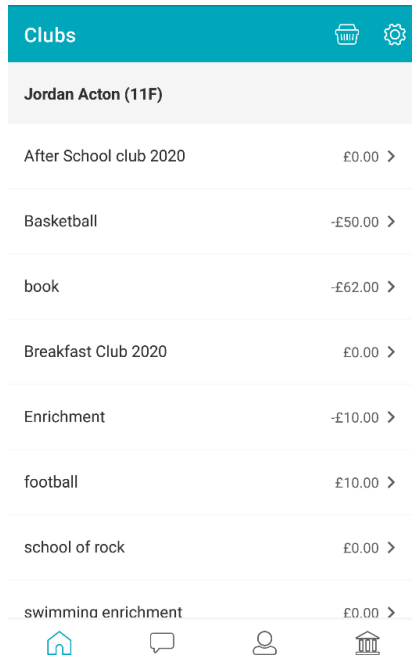 Clubs
Jordan Acton (11F)
After School club 2020 £0.00
Basketball -£50.00
book -£62.00
Breakfast Club 2020 £0.00
Enrichment -£10.00
football £10.00
school of rock £0.00
swimming enrichment £0.00